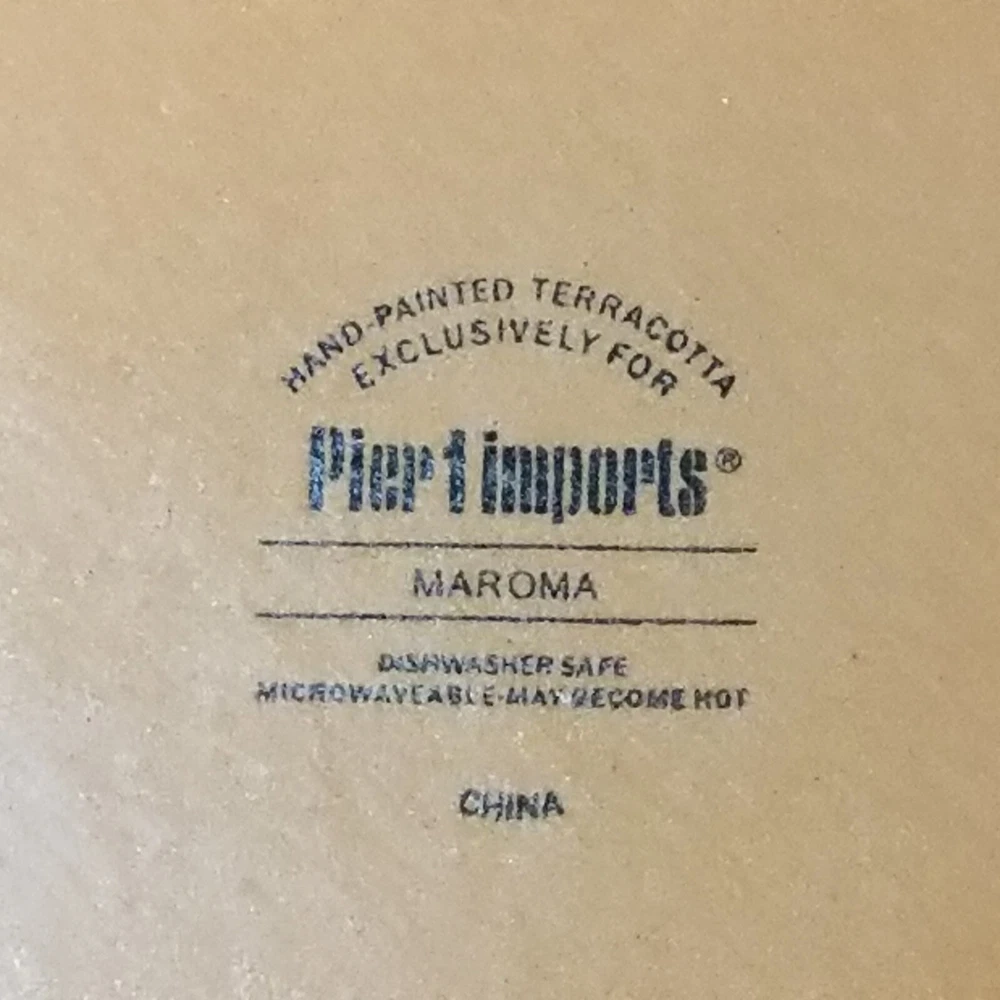 HAND-PAINTED TERRACOTTA
EXCLUSIVELY FOR
Pier 1 imports®
MAROMA
DISHWASHER SAFE
MICROWAVEABLE-MAY BECOME HOT
CHINA